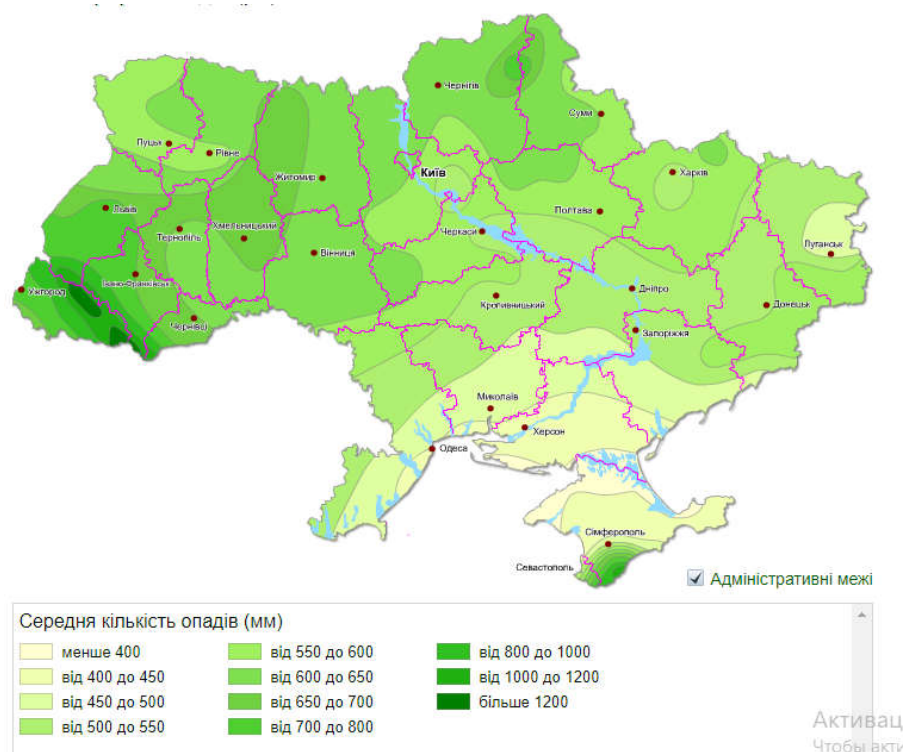 Чернігів
Суми
Луцьк
Рівне
Київ
Харків
Житомир
Львів
Полтава
Хмельницький
Тернопіль
Черкаси
Луганськ
Вінниця
Івано-Франківськ
Ужгород
Дніпро
Кропивницький
Донецьк
Чернівці
Запоріжжя
Миколаїв
Херсон
Одеса
Сімферополь
Севастополь
Адміністративні межі
Середня кількість опадів (мм)
менше 400
від 550 до 600
від 800 до 1000
від 400 до 450
від 600 до 650
від 1000 до 1200
від 450 до 500
від 650 до 700
більше 1200
від 500 до 550
від 700 до 800
Активац
Чтобы акти